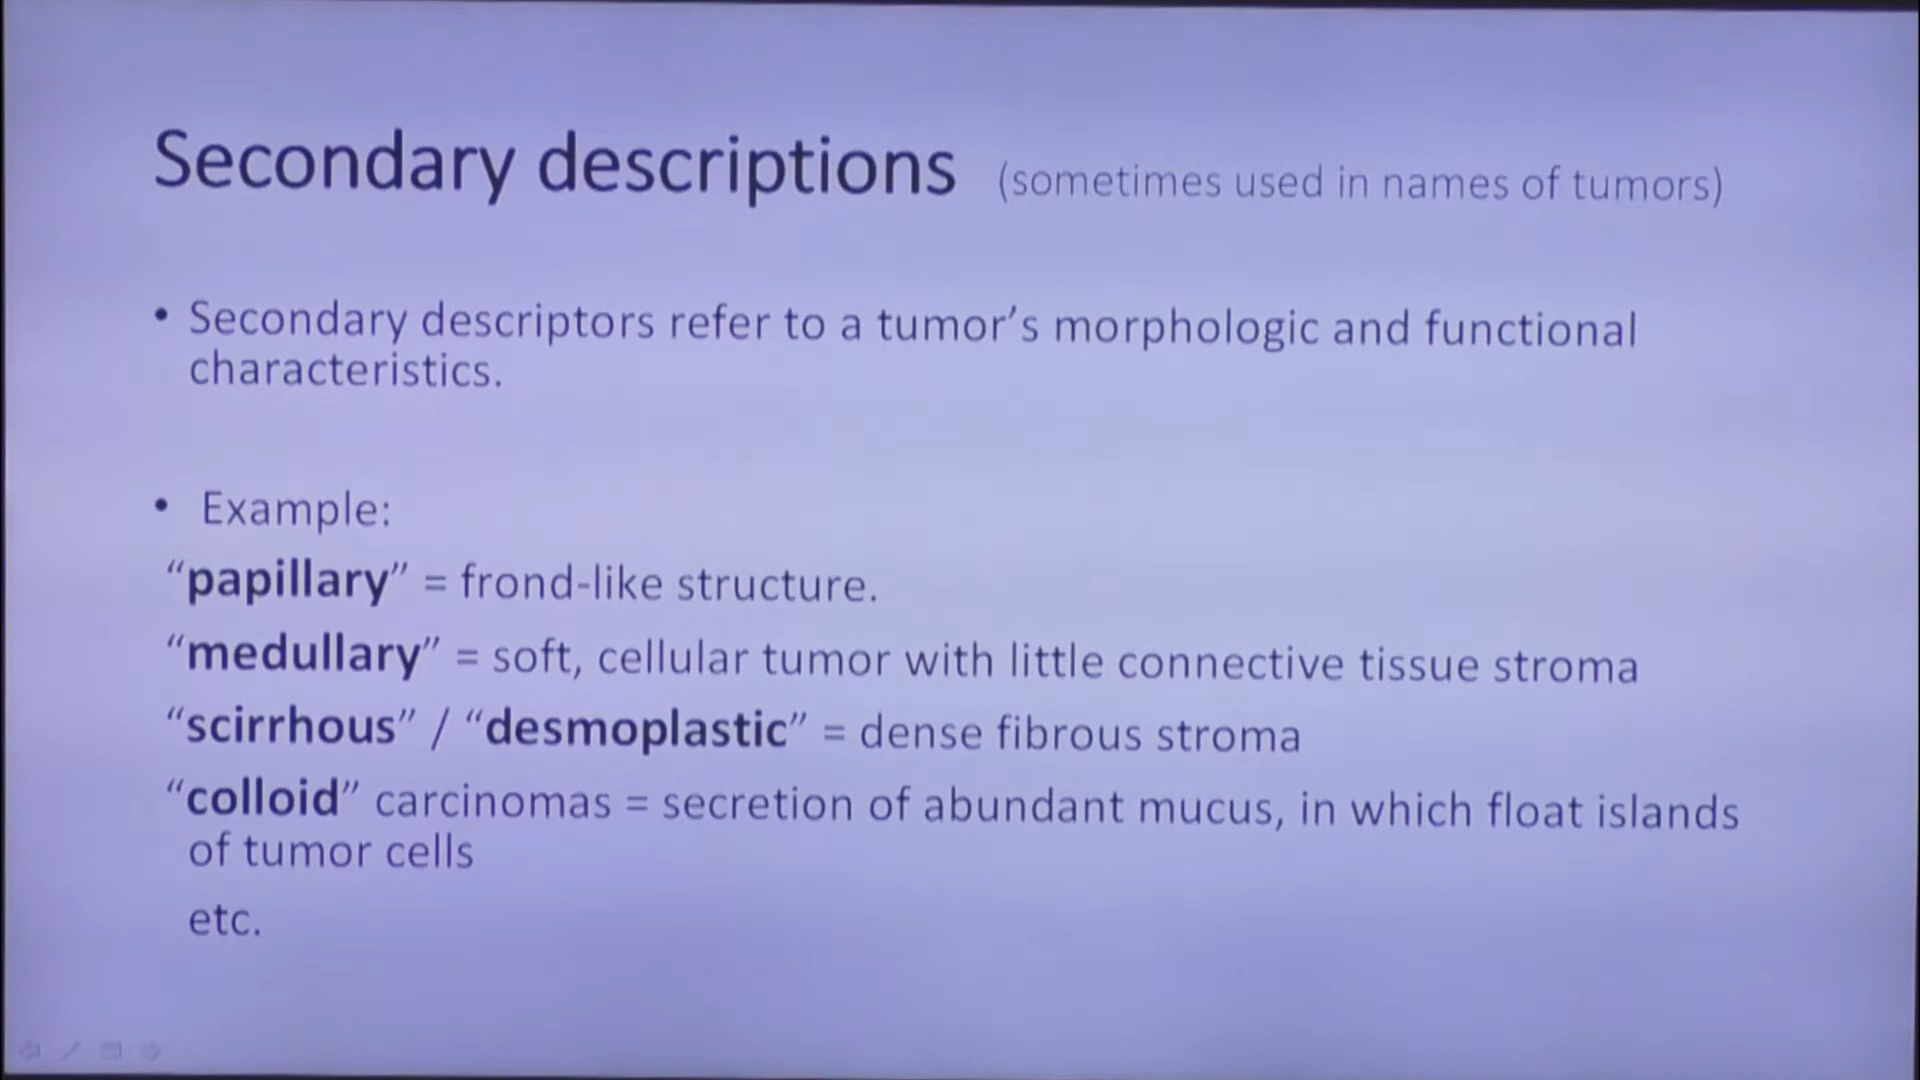 Secondary descriptions (sometimes used in names of tumors)
• Secondary descriptors refer to a tumor’s morphologic and functional
characteristics.
• Example:
“papillary” = frond-like structure.
“medullary” = soft, cellular tumor with little connective tissue stroma
“scirrhous” / “desmoplastic” = dense fibrous stroma
“colloid” carcinomas = secretion of abundant mucus, in which float islands
of tumor cells
etc.